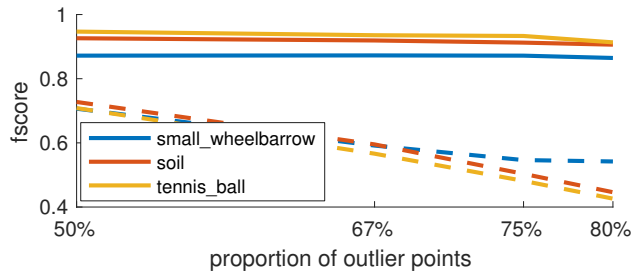 1
0.8
0.6
0.4
fscore
small_wheelbarrow
soil
tennis_ball
50% 67% 75% 80%
proportion of outlier points